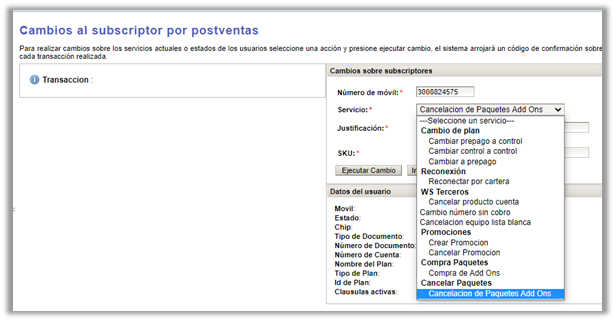 Cambios al subscriptor por postventas
Para realizar cambios sobre los servicios actuales o estados de los usuarios seleccione una acción y presione ejecutar cambio, el sistema arrojará un código de confirmación sobre
cada transacción realizada.
Transaccion :
Cambios sobre subscriptores
Número de móvil:* 3008824575
Servicio:* Cancelacion de Paquetes Add Ons
---Seleccione un servicio---
Cambio de plan
Justificación:*
Cambiar prepago a control
Cambiar control a control
SKU:*
Cambiar a prepago
Reconexión
Ejecutar Cambio
Reconectar por cartera
WS Terceros
Datos del usuario
Cancelar producto cuenta
Movil:
Cambio número sin cobro
Estado:
Cancelacion equipo lista blanca
Chip:
Promociones
Tipo de Documento:
Crear Promocion
Número de Documento:
Cancelar Promocion
Número de Cuenta:
Compra Paquetes
Nombre del Plan:
Compra de Add Ons
Tipo de Plan:
Cancelar Paquetes
Id de Plan:
Cancelacion de Paquetes Add Ons
Clausulas activas: